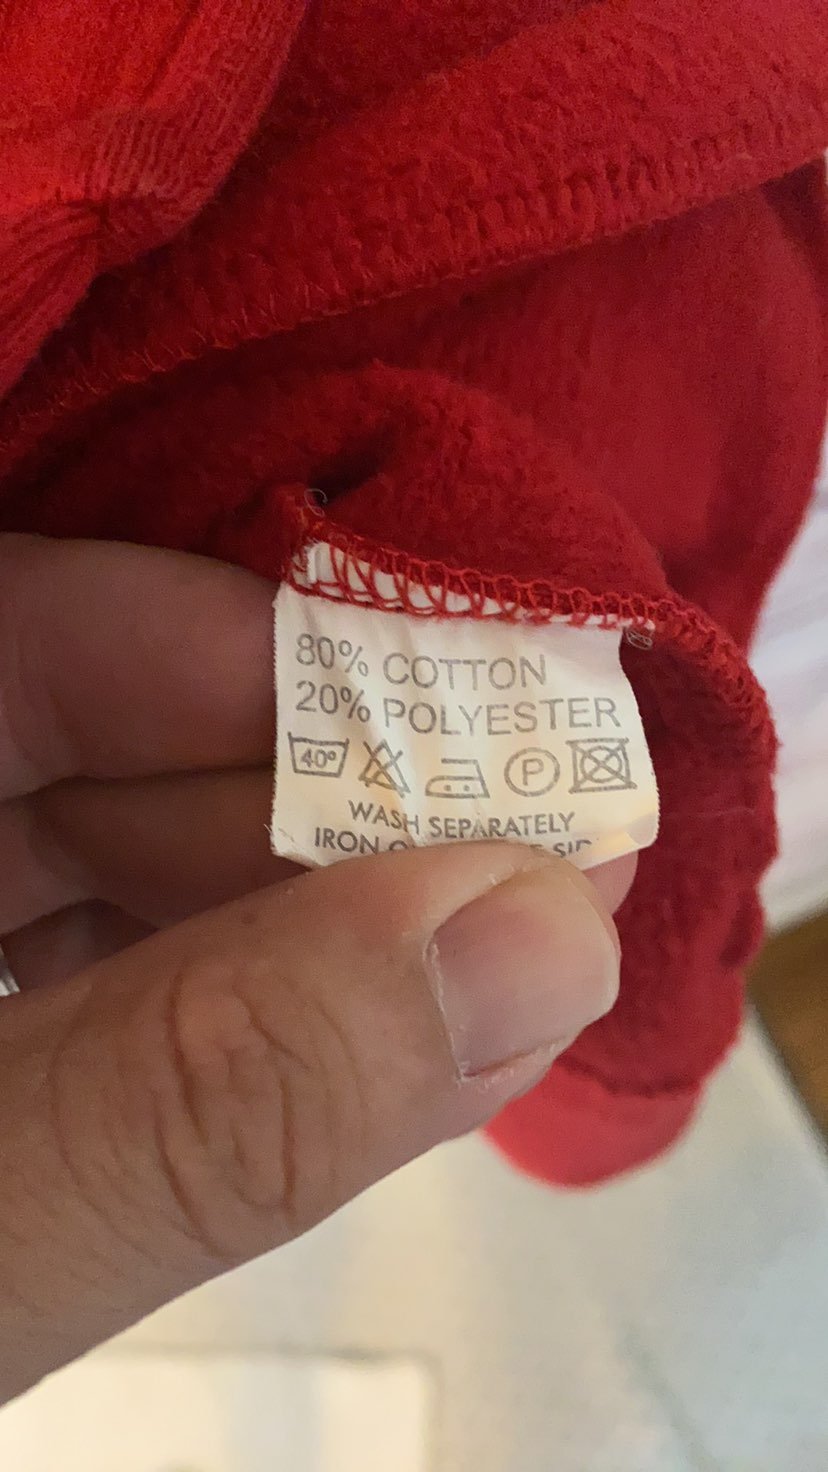 80% COTTON
20% POLYESTER
40° P
WASH SEPARATELY
IRON